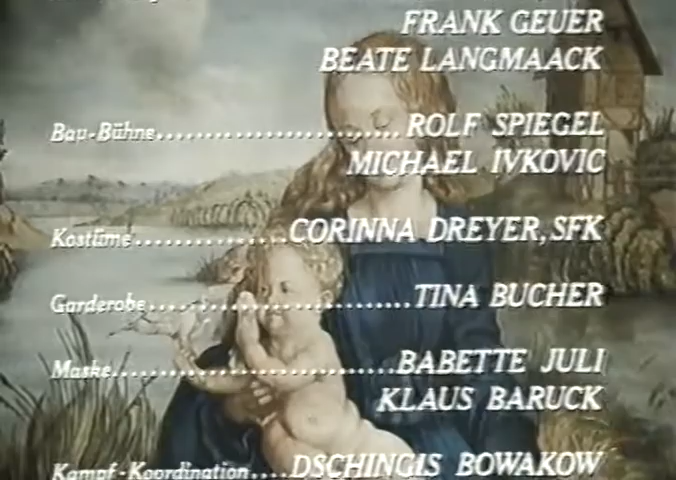 FRANK GEUER
BEATE LANGMAACK
Bau-Bühne....................ROLF SPIEGEL
MICHAEL IVKOVIC
Kostüme.............CORINNA DREYER, SFK
Garderobe......................TINA BUCHER
Maske........................BABETTE JULI
KLAUS BARUCK
Kampf-Koordination....DSCHINGIS BOWAKOW